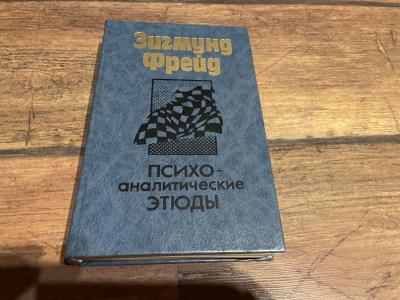 Зигмунд
Фрейд
ПСИХО-
аналитические
ЭТЮДЫ